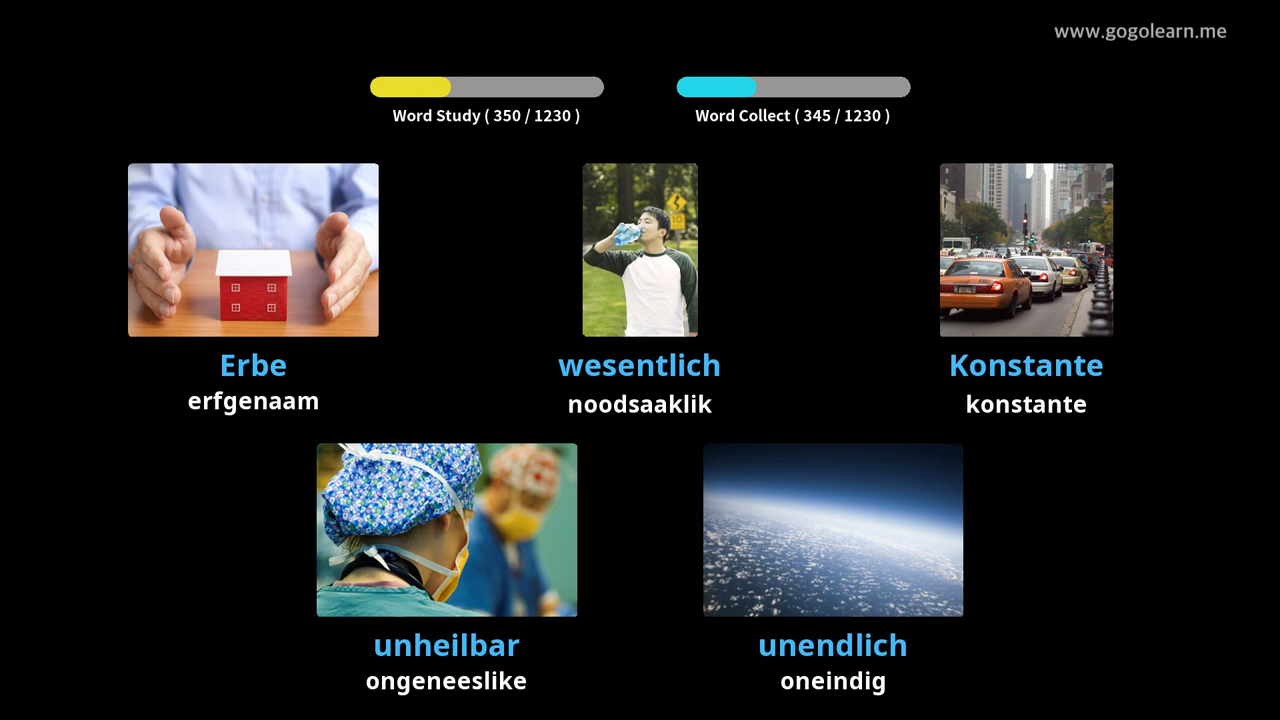 www.gogolearn.me
Word Study ( 350 / 1230 )
Word Collect ( 345 / 1230 )
Erbe
erfgenaam
wesentlich
noodsaaklik
Konstante
konstante
unheilbar
ongeneeslike
unendlich
oneindig